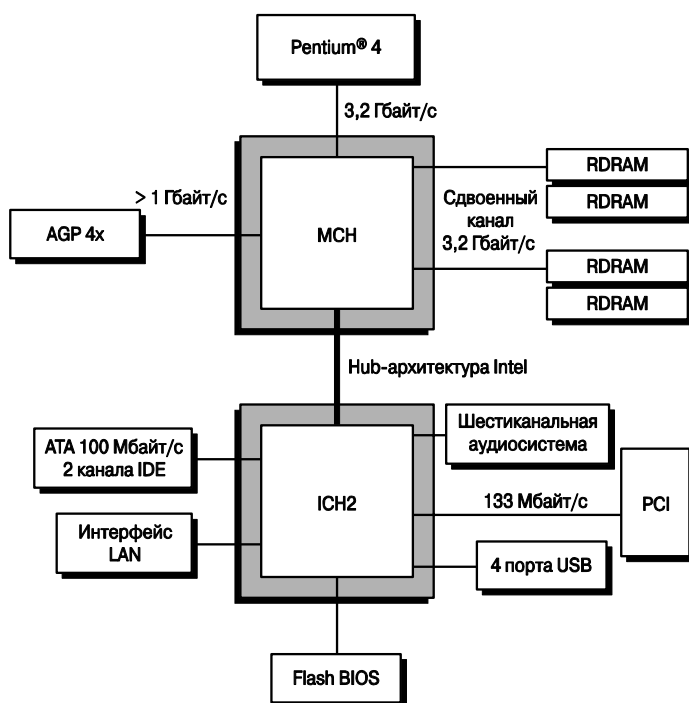 Pentium® 4
3,2 Гбайт/с
RDRAM
> 1 Гбайт/с
Сдвоенный
канал
3,2 Гбайт/с
RDRAM
AGP 4x
MCH
RDRAM
RDRAM
Hub-архитектура Intel
Шестиканальная
аудиосистема
ATA 100 Мбайт/с
2 канала IDE
ICH2
133 Мбайт/с
PCI
Интерфейс
LAN
4 порта USB
Flash BIOS